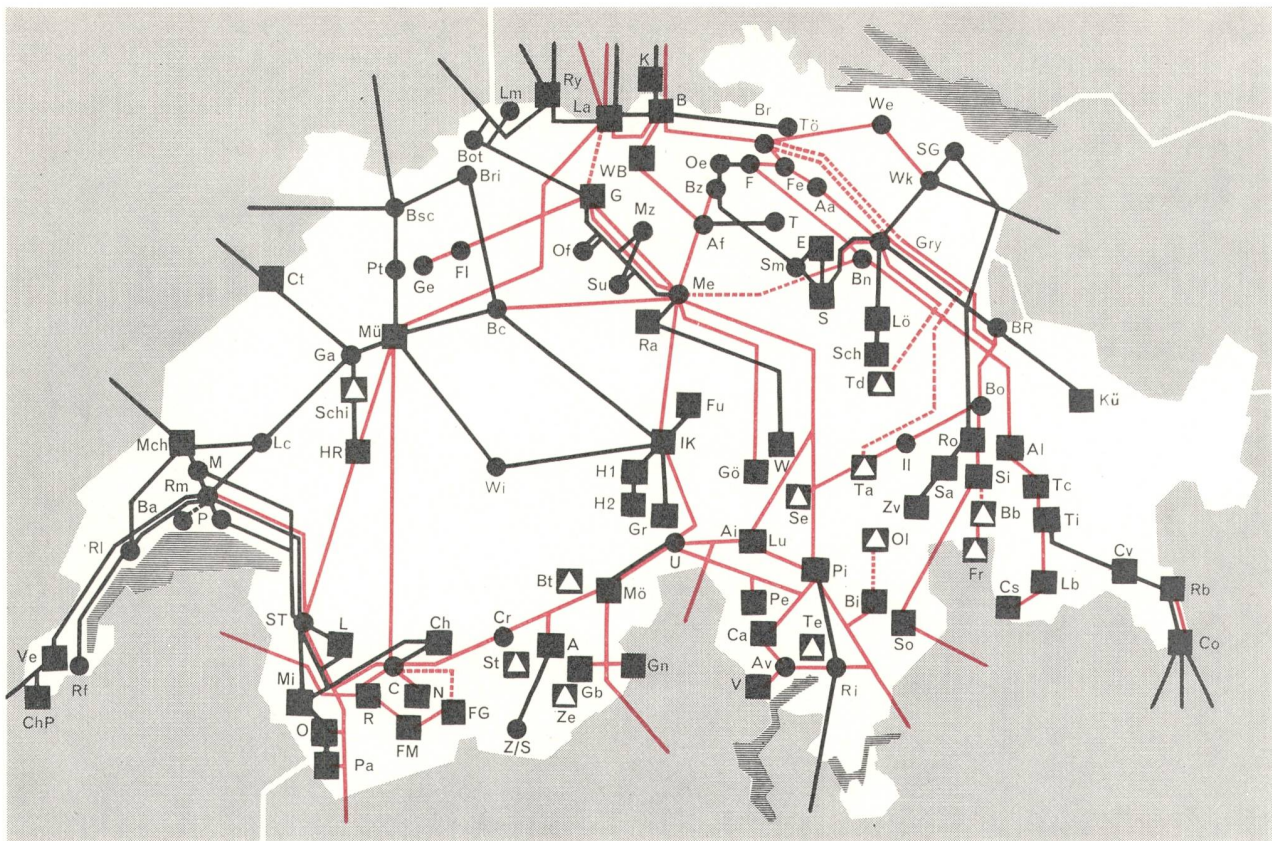 K
Ry
La
B
Lm
Br
Tö
We
SG
Bot
WB
Oe
F
Fe
Wk
Bri
Bz
Aa
Bsc
G
Mz
Af
T
Gry
Of
E
Sm
Bn
Pt
Ge
Fl
Su
Me
S
Ct
Bc
Ra
Lö
BR
Mü
Ga
Sch
Td
Kü
Schi
Fu
Bo
Mch
Lc
HR
IK
W
Ro
Al
M
H1
Gö
Il
Si
Rm
Wi
Ta
Sa
Tc
Ba
P
H2
Gr
Se
Zv
Bb
Ti
Rl
Ai
Lu
Ol
U
Fr
Cv
Bt
Pi
Lb
Rb
Mö
Pe
Bi
Cs
ST
L
Ch
Cr
Ca
Te
So
Co
Ve
A
St
Av
Rf
Mi
C
N
Gb
Gn
V
Ri
ChP
R
FG
Ze
O
FM
Z/S
Pa